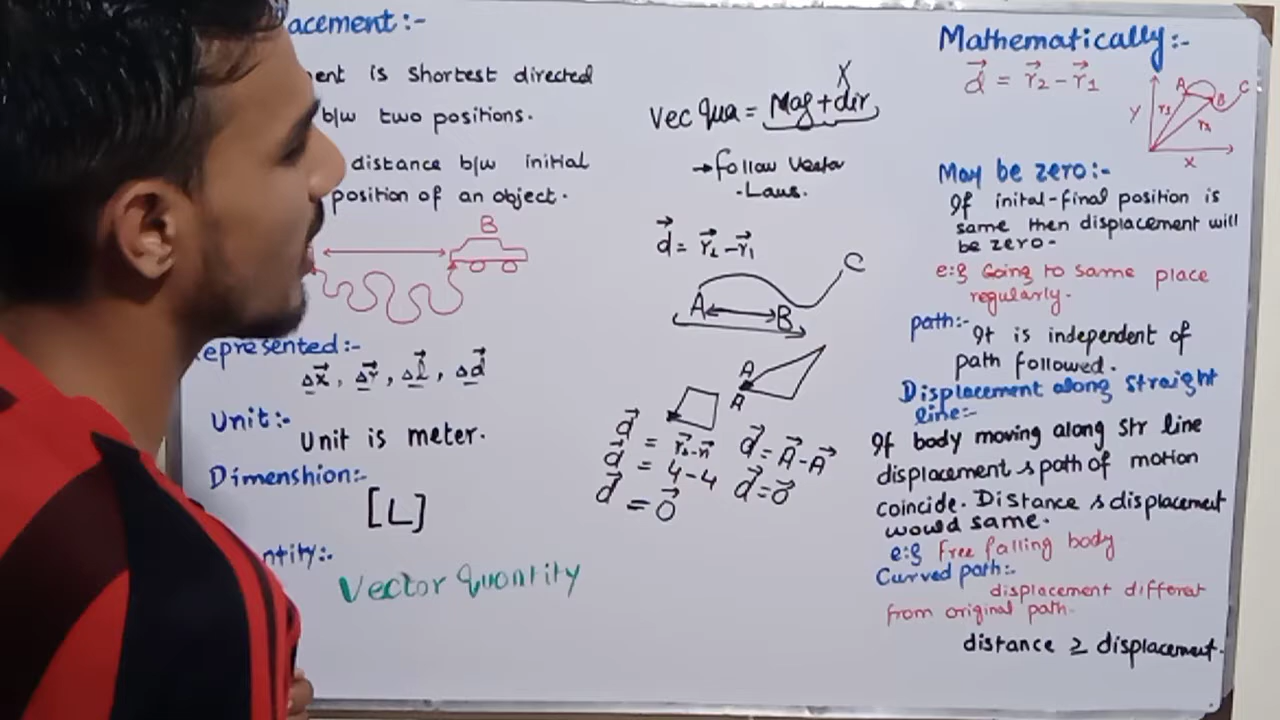 acement:-
ent is shortest directed
b/w two positions.
distance b/w initial
position of an object.
B
epresented:-
Δx⃗, Δr⃗, Δl⃗, Δd⃗
Unit:-
Unit is meter.
Dimenshion:-
[L]
ntity:-
Vector Quantity
X
Vec Qua = Mag + dir
→ follow Vector
Laws.
d⃗ = r⃗₂ - r⃗₁
A B C
A
A
d⃗ = r⃗₂-r⃗₁
d⃗ = 4-4
d⃗ = 0⃗
d⃗ = A⃗-A⃗
d⃗ = 0⃗
Mathematically:-
d⃗ = r⃗₂ - r⃗₁
Y A B C
r₁ r₂
X
May be zero:-
If inital-final position is
same then displacement will
be zero-
e:g Going to same place
regularly.
path:- It is independent of
path followed.
Displacement along straight
line:-
If body moving along str line
displacement & path of motion
coincide. Distance & displacement
would same.
e:g Free falling body
Curved path:-
displacement differat
from original path.
distance ≥ displacement.